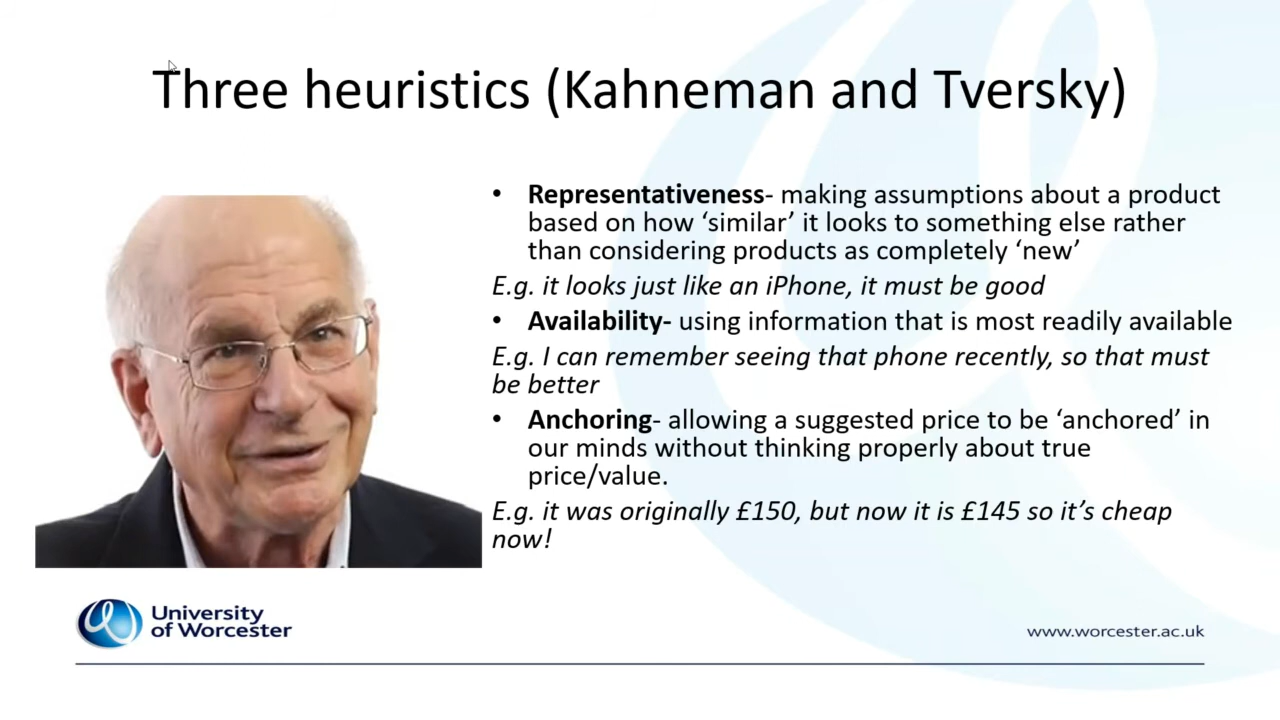 Three heuristics (Kahneman and Tversky)
• Representativeness- making assumptions about a product
based on how ‘similar’ it looks to something else rather
than considering products as completely ‘new’
E.g. it looks just like an iPhone, it must be good
• Availability- using information that is most readily available
E.g. I can remember seeing that phone recently, so that must
be better
• Anchoring- allowing a suggested price to be ‘anchored’ in
our minds without thinking properly about true
price/value.
E.g. it was originally £150, but now it is £145 so it’s cheap
now!
University
of Worcester
www.worcester.ac.uk